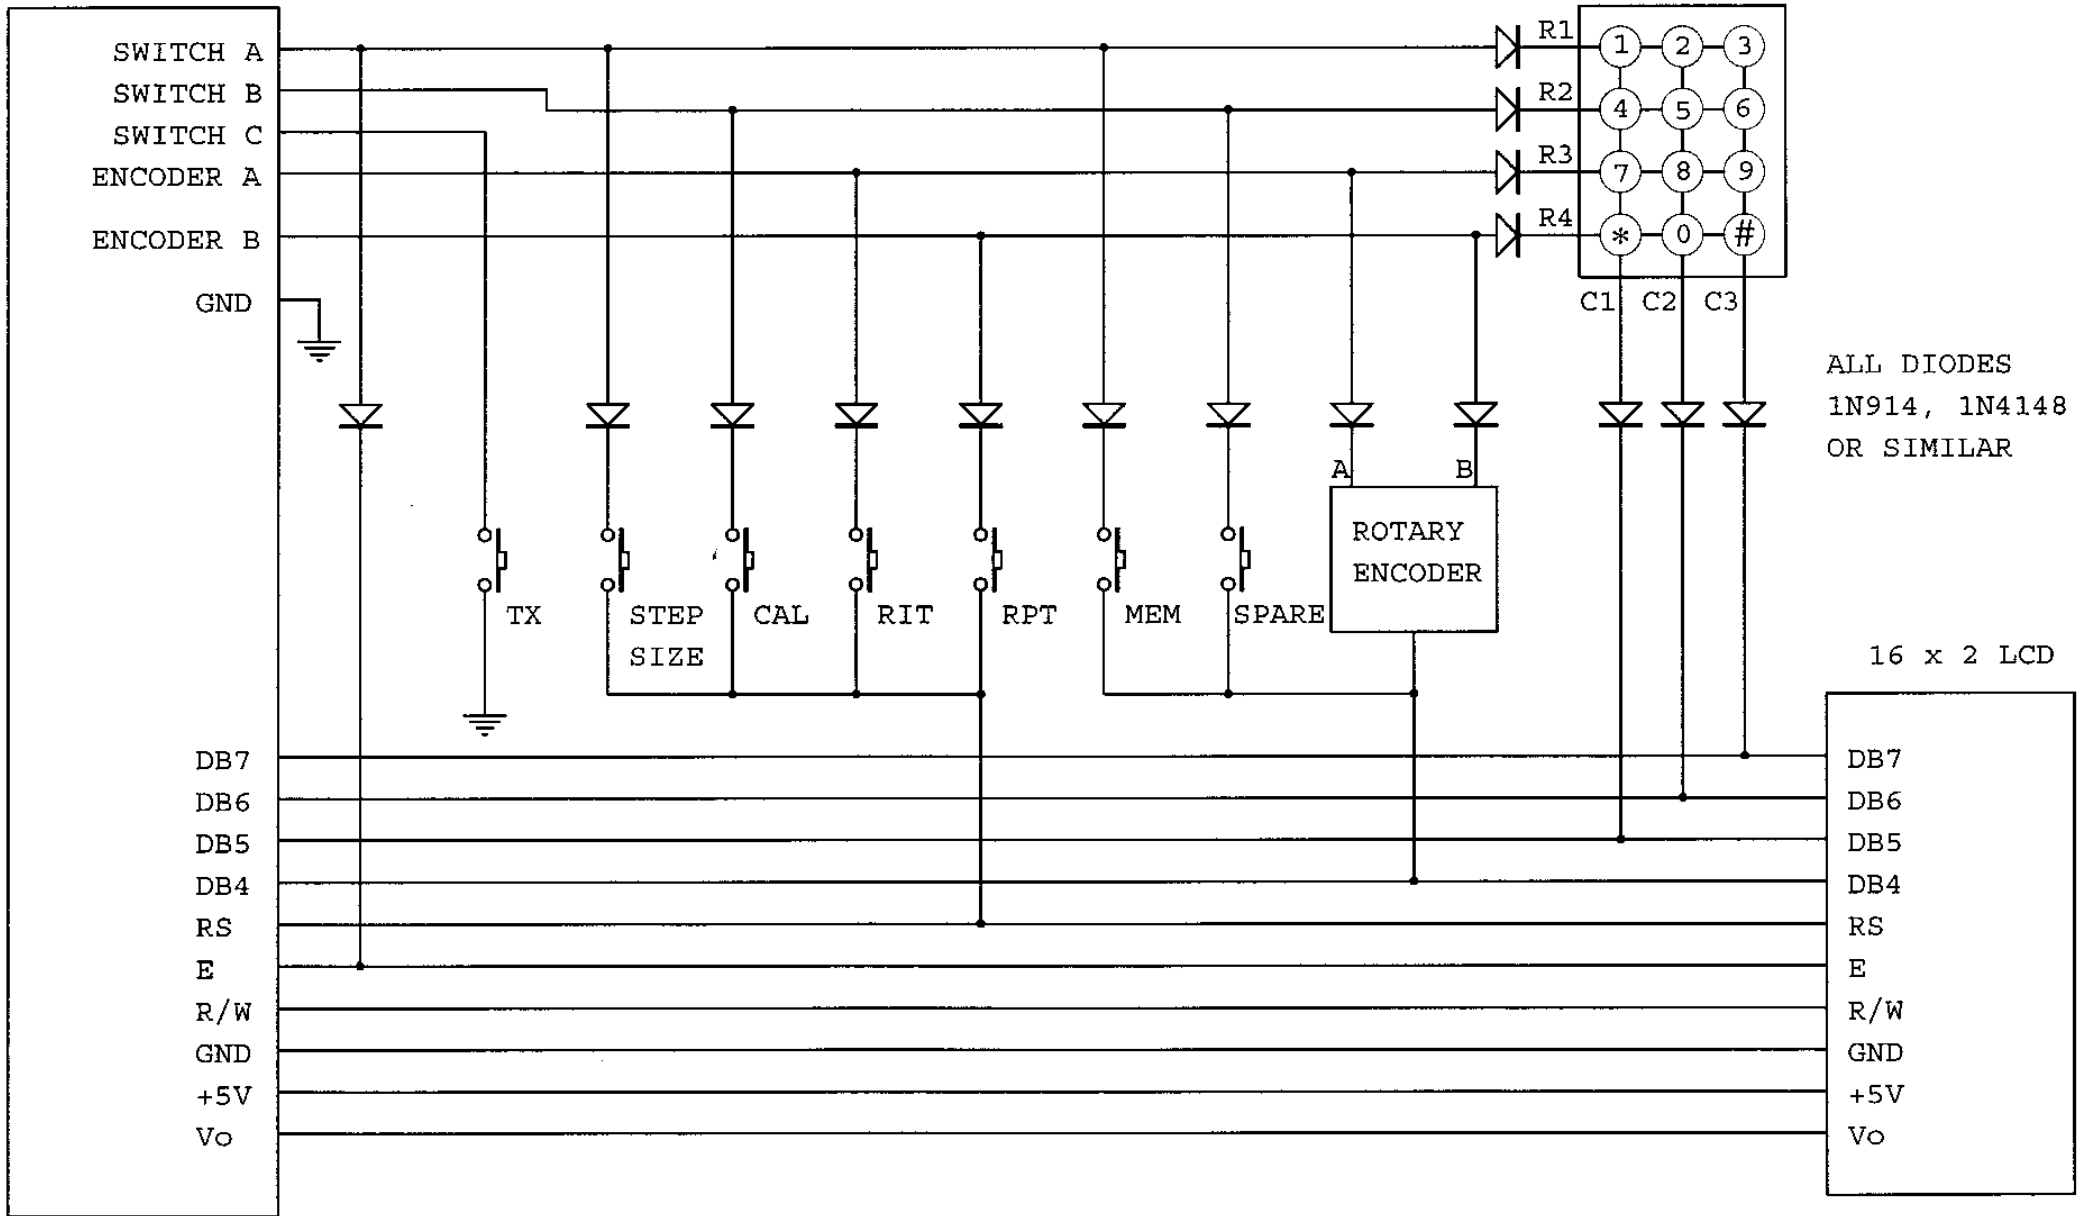 SWITCH A
SWITCH B
SWITCH C
ENCODER A
ENCODER B
GND
R1
R2
R3
R4
1 2 3
4 5 6
7 8 9
* 0 #
C1 C2 C3
ALL DIODES
1N914, 1N4148
OR SIMILAR
A B
ROTARY
ENCODER
TX
STEP
SIZE
CAL
RIT
RPT
MEM
SPARE
16 x 2 LCD
DB7
DB6
DB5
DB4
RS
E
R/W
GND
+5V
Vo
DB7
DB6
DB5
DB4
RS
E
R/W
GND
+5V
Vo